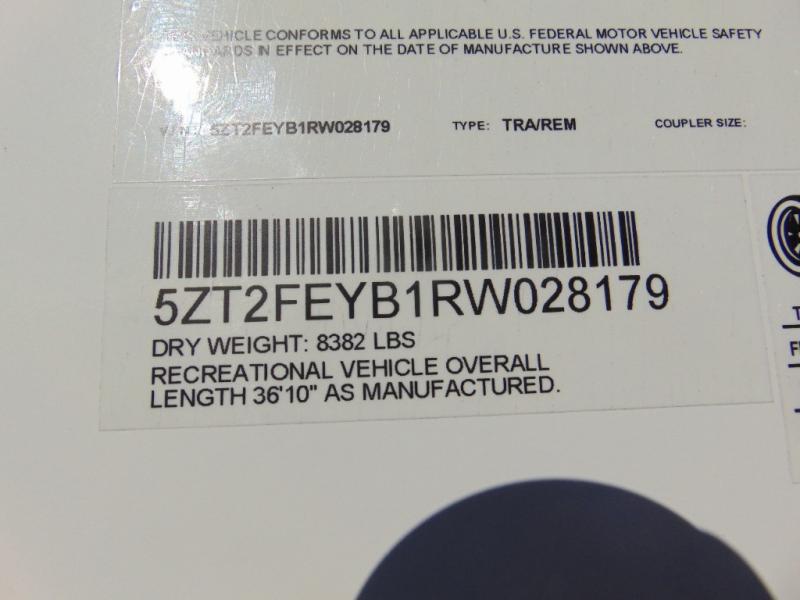 VEHICLE CONFORMS TO ALL APPLICABLE U.S. FEDERAL MOTOR VEHICLE SAFETY
IN EFFECT ON THE DATE OF MANUFACTURE SHOWN ABOVE.
5ZT2FEYB1RW028179 TYPE: TRA/REM COUPLER SIZE:
5ZT2FEYB1RW028179
DRY WEIGHT: 8382 LBS
RECREATIONAL VEHICLE OVERALL
LENGTH 36'10" AS MANUFACTURED.